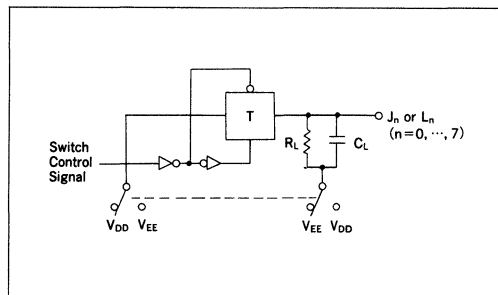 T
Jn or Ln
(n=0, ···, 7)
RL
CL
Switch
Control
Signal
VDD
VEE
VEE
VDD